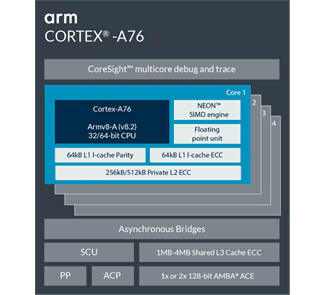 arm
CORTEX® -A76
CoreSight™ multicore debug and trace
Core 1
2
3
4
Cortex-A76
Armv8-A (v8.2)
32/64-bit CPU
NEON™
SIMD engine
Floating
point unit
64kB L1 I-cache Parity
64kB L1 I-cache ECC
256kB/512kB Private L2 ECC
Asynchronous Bridges
SCU
1MB-4MB Shared L3 Cache ECC
PP
ACP
1x or 2x 128-bit AMBA® ACE